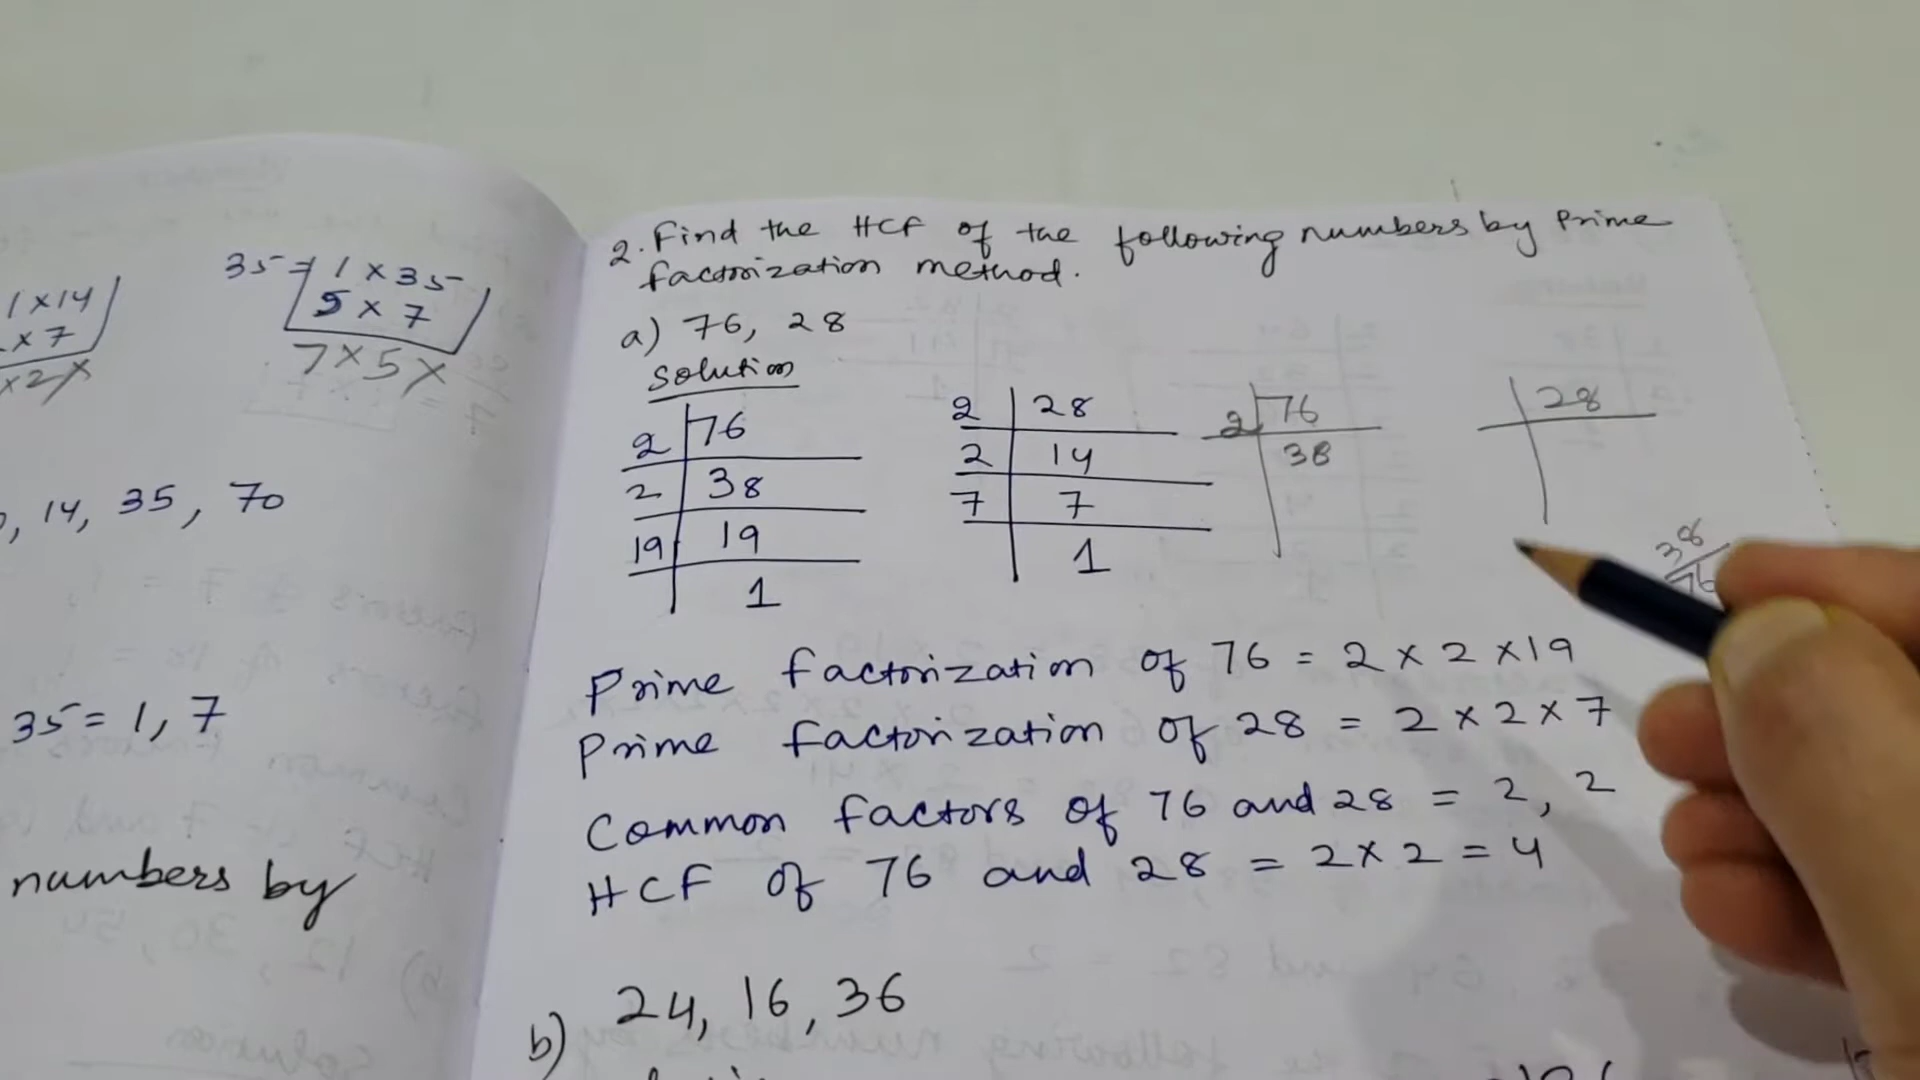 1 x 14
x 7
x 2 x
35 = 1 x 35
5 x 7
7 x 5 x
, 14, 35, 70
35 = 1, 7
numbers by
2. Find the HCF of the following numbers by Prime
factorization method.
a) 76, 28
Solution
2 | 76
2 | 38
19 | 19
1
2 | 28
2 | 14
7 | 7
1
2 | 76
38
28
38
76
Prime factorization of 76 = 2 x 2 x 19
Prime factorization of 28 = 2 x 2 x 7
Common factors of 76 and 28 = 2, 2
HCF of 76 and 28 = 2 x 2 = 4
b) 24, 16, 36